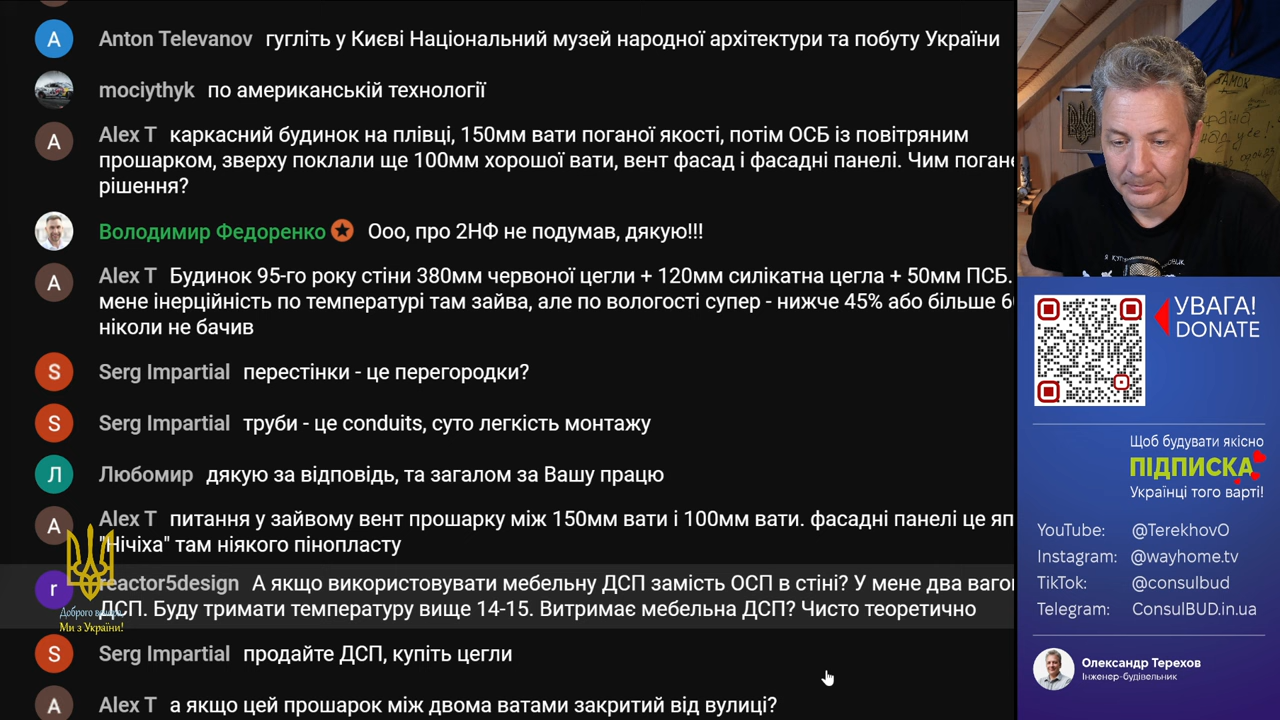 Anton Televanov гугліть у Києві Національний музей народної архітектури та побуту України
mociythyk по американській технології
Alex T каркасний будинок на плівці, 150мм вати поганої якості, потім ОСБ із повітряним
прошарком, зверху поклали ще 100мм хорошої вати, вент фасад і фасадні панелі. Чим погане
рішення?
Володимир Федоренко Ооо, про 2НФ не подумав, дякую!!!
Alex T Будинок 95-го року стіни 380мм червоної цегли + 120мм силікатна цегла + 50мм ПСБ.
мене інерційність по температурі там зайва, але по вологості супер - нижче 45% або більше
ніколи не бачив
Serg Impartial перестінки - це перегородки?
Serg Impartial труби - це conduits, суто легкість монтажу
Любомир дякую за відповідь, та загалом за Вашу працю
Alex T питання у зайвому вент прошарку між 150мм вати і 100мм вати. фасадні панелі це яп
"Нічіха" там ніякого пінопласту
reactor5design А якщо використовувати мебельну ДСП замість ОСП в стіні? У мене два ваго
ДСП. Буду тримати температуру вище 14-15. Витримає мебельна ДСП? Чисто теоретично
Serg Impartial продайте ДСП, купіть цегли
Alex T а якщо цей прошарок між двома ватами закритий від вулиці?
Доброго вечора
Ми з України!
УВАГА!
DONATE
Щоб будувати якісно
ПІДПИСКА
Українці того варті!
YouTube: @TerekhovO
Instagram: @wayhome.tv
TikTok: @consulbud
Telegram: ConsulBUD.in.ua
Олександр Терехов
Інженер-будівельник